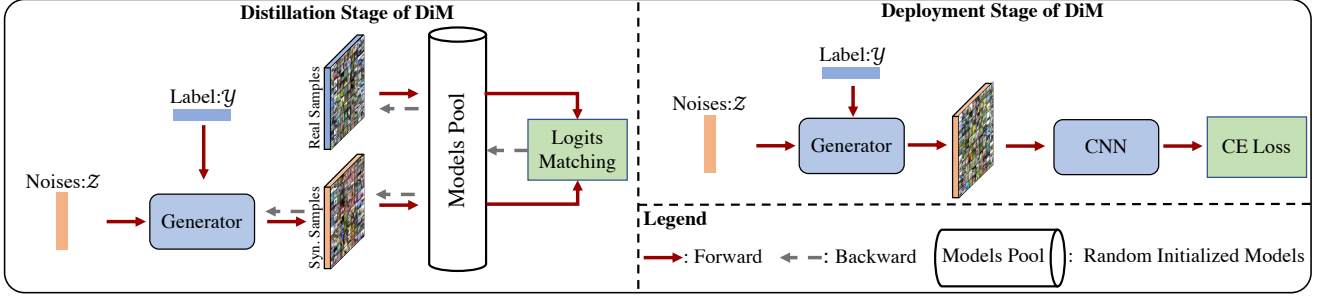 Distillation Stage of DiM
Label:𝒴
Noises:𝒵
Generator
Real Samples
Syn. Samples
Models Pool
Logits
Matching
Deployment Stage of DiM
Label:𝒴
Noises:𝒵
Generator
CNN
CE Loss
Legend
: Forward
: Backward
Models Pool
: Random Initialized Models